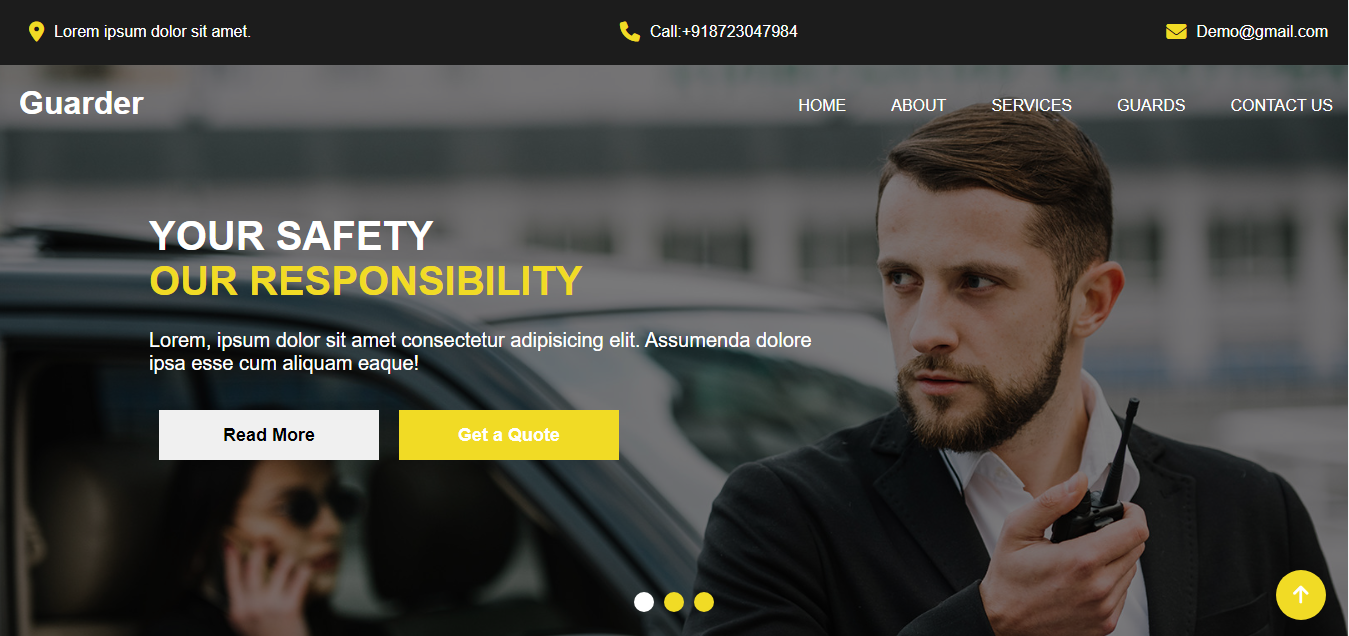 Lorem ipsum dolor sit amet.
Call:+918723047984
Demo@gmail.com
Guarder
HOME
ABOUT
SERVICES
GUARDS
CONTACT US
YOUR SAFETY
OUR RESPONSIBILITY
Lorem, ipsum dolor sit amet consectetur adipisicing elit. Assumenda dolore
ipsa esse cum aliquam eaque!
Read More
Get a Quote